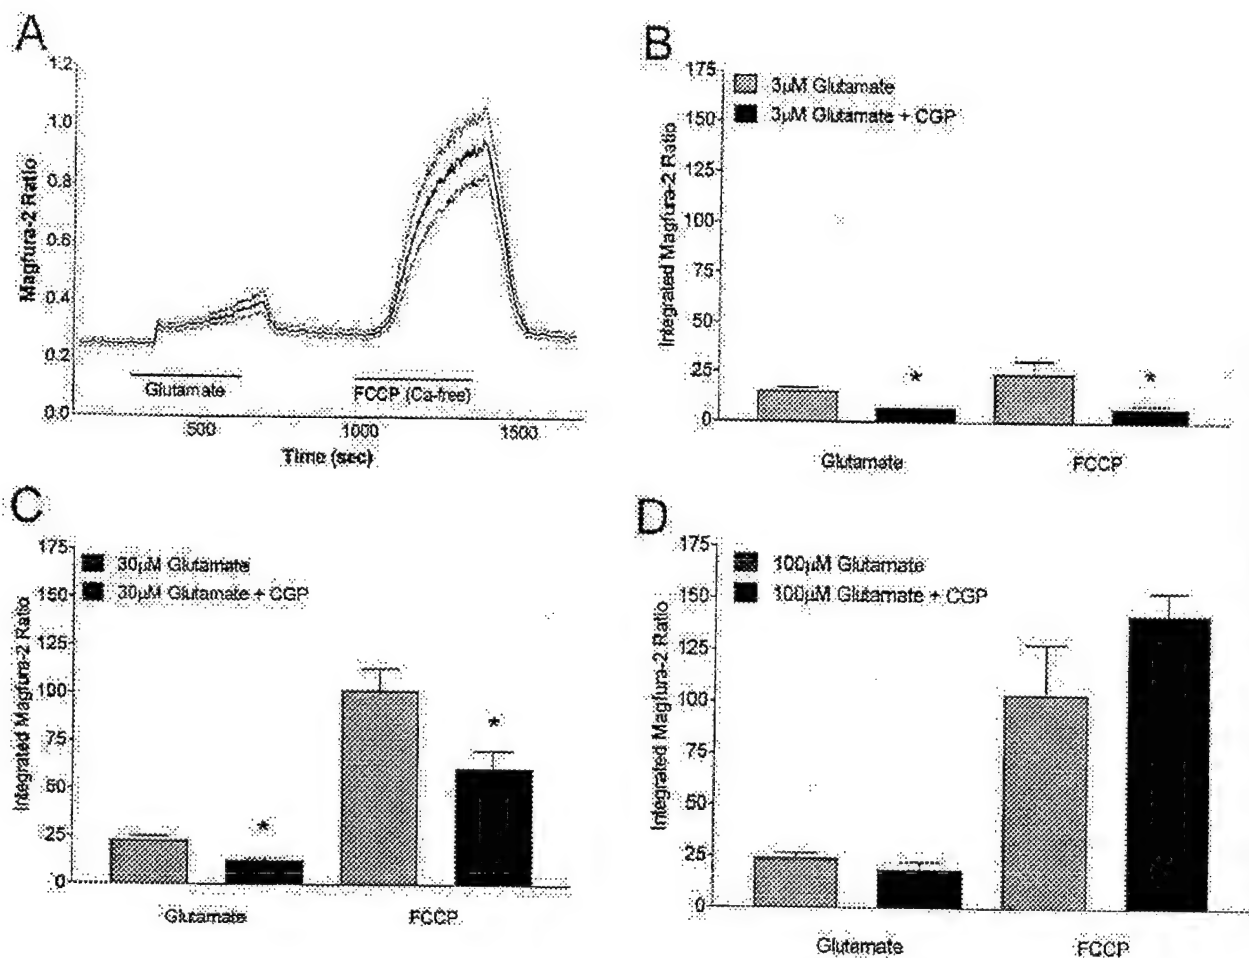 A
Magfura-2 Ratio
1.2
1.0
0.8
0.6
0.4
0.2
0.0
Glutamate
FCCP (Ca-free)
500
1000
1500
Time (sec)
B
Integrated Magfura-2 Ratio
175
150
125
100
75
50
25
0
3µM Glutamate
3µM Glutamate + CGP
*
*
Glutamate
FCCP
C
Integrated Magfura-2 Ratio
175
150
125
100
75
50
25
0
30µM Glutamate
30µM Glutamate + CGP
*
*
Glutamate
FCCP
D
Integrated Magfura-2 Ratio
175
150
125
100
75
50
25
0
100µM Glutamate
100µM Glutamate + CGP
Glutamate
FCCP